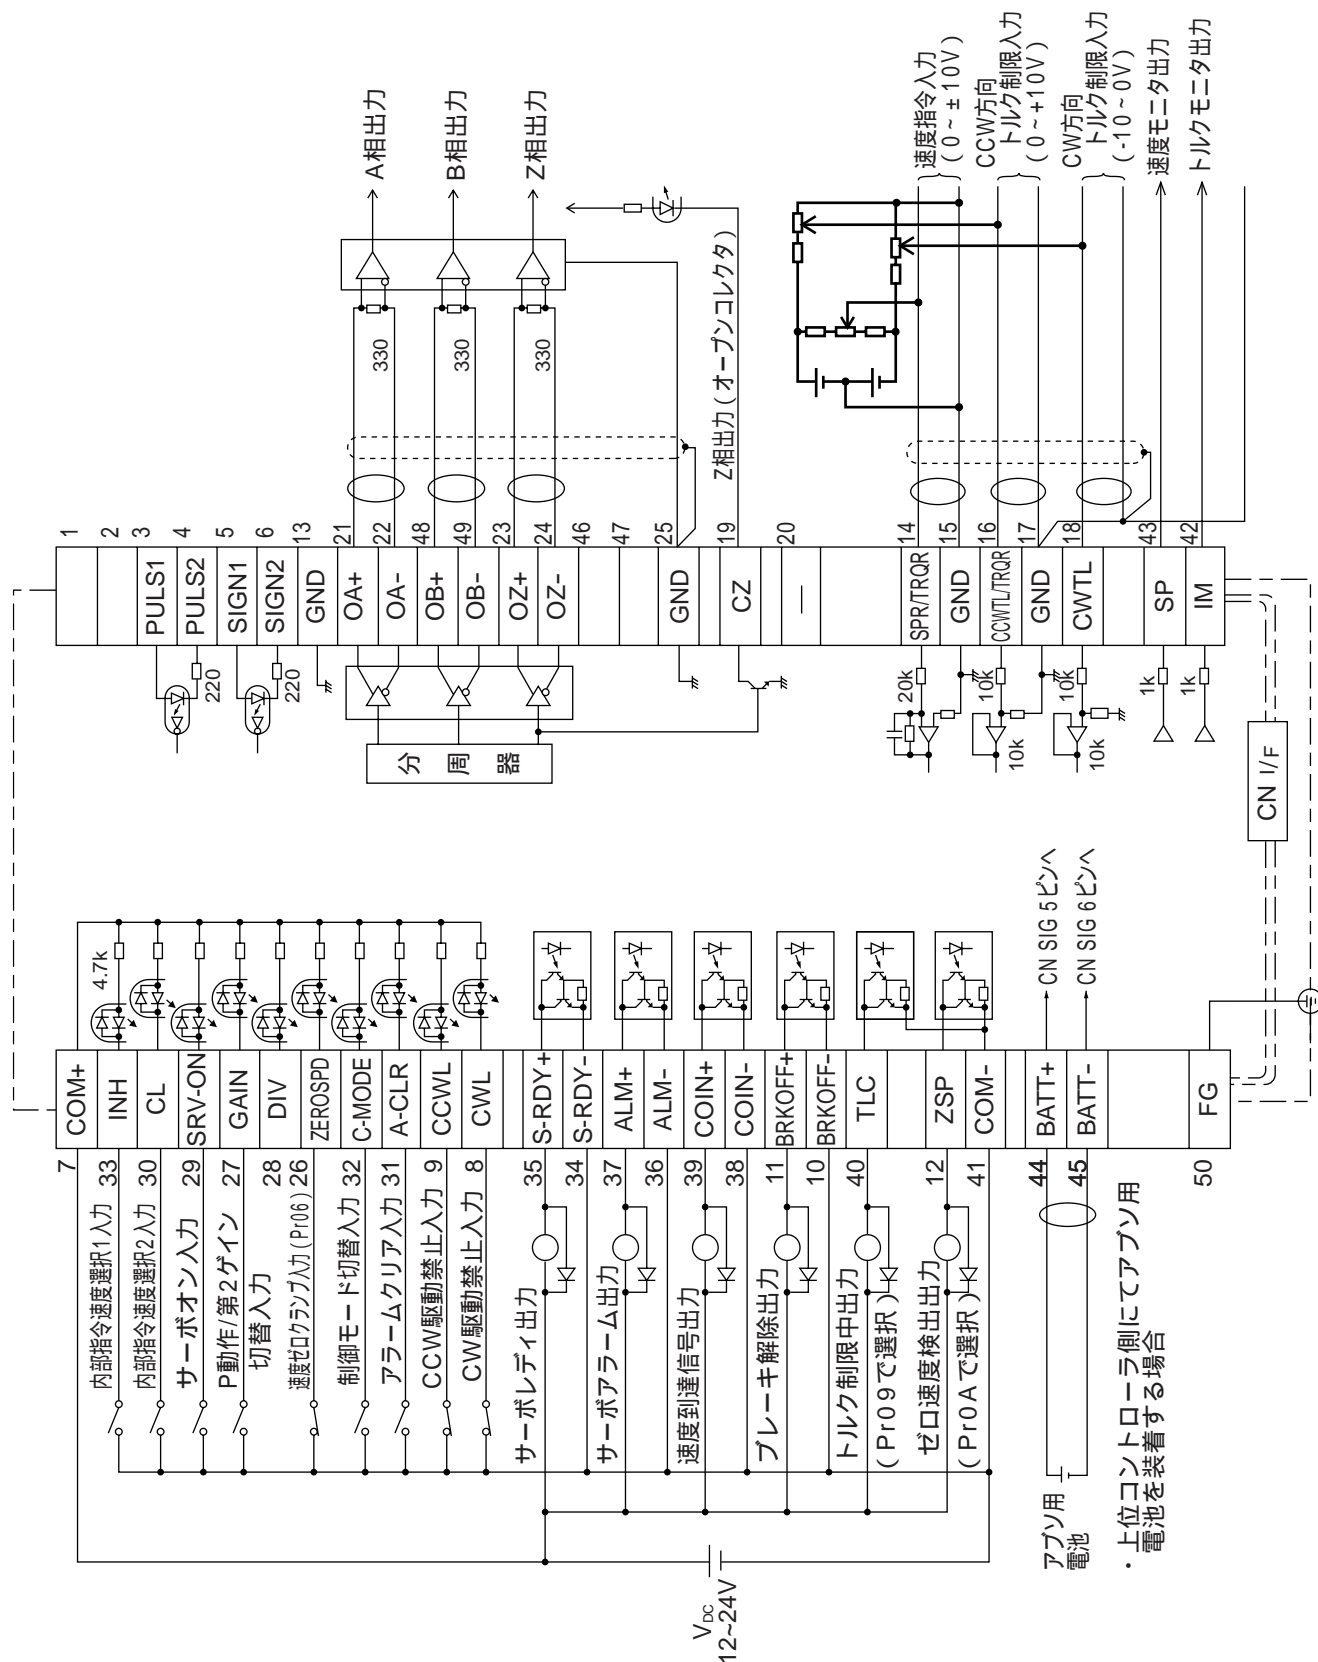 COM+
7
INH
33
内部指令速度選択1入力
4.7k
CL
30
内部指令速度選択2入力
SRV-ON
29
サーボオン入力
GAIN
27
P動作/第2ゲイン
切替入力
DIV
28
ZEROSPD
26
速度ゼロクランプ入力(Pr06)
C-MODE
32
制御モード切替入力
A-CLR
31
アラームクリア入力
CCWL
9
CCW駆動禁止入力
CWL
8
CW駆動禁止入力
S-RDY+
35
サーボレディ出力
S-RDY-
34
ALM+
37
サーボアラーム出力
ALM-
36
COIN+
39
速度到達信号出力
COIN-
38
BRKOFF+
11
ブレーキ解除出力
BRKOFF-
10
TLC
40
トルク制限中出力
(Pr09で選択)
ZSP
12
ゼロ速度検出出力
(Pr0Aで選択)
COM-
41
BATT+
44
CN SIG 5ピンへ
BATT-
45
CN SIG 6ピンへ
アブソ用
電池
・上位コントローラ側にてアブソ用
電池を装着する場合
FG
50
VDC
12~24V
1
2
3
PULS1
4
PULS2
220
5
SIGN1
6
SIGN2
220
13
GND
21
OA+
22
OA-
330
A相出力
48
OB+
49
OB-
330
B相出力
23
OZ+
24
OZ-
330
Z相出力
分周器
46
47
25
GND
19
CZ
Z相出力(オープンコレクタ)
20
—
14
SPR/TRQR
20k
速度指令入力
(0~±10V)
15
GND
16
CCWTL/TRQR
10k
10k
CCW方向
トルク制限入力
(0~+10V)
17
GND
18
CWTL
10k
10k
CW方向
トルク制限入力
(-10~0V)
43
SP
1k
速度モニタ出力
42
IM
1k
トルクモニタ出力
CN I/F